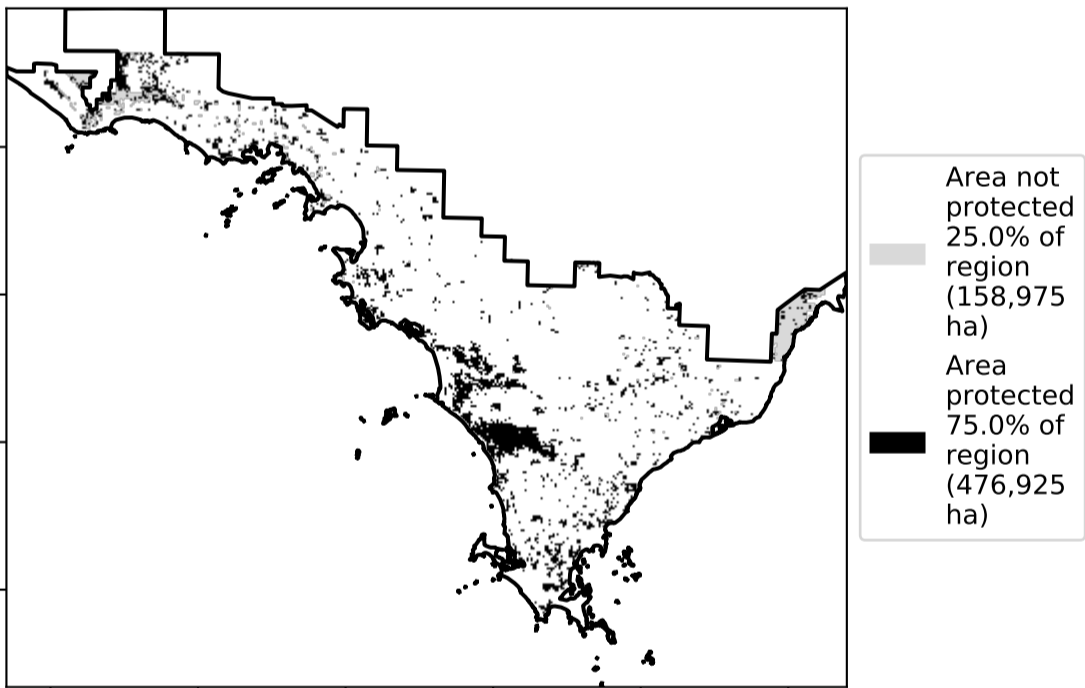 Area not
protected
25.0% of
region
(158,975
ha)
Area
protected
75.0% of
region
(476,925
ha)